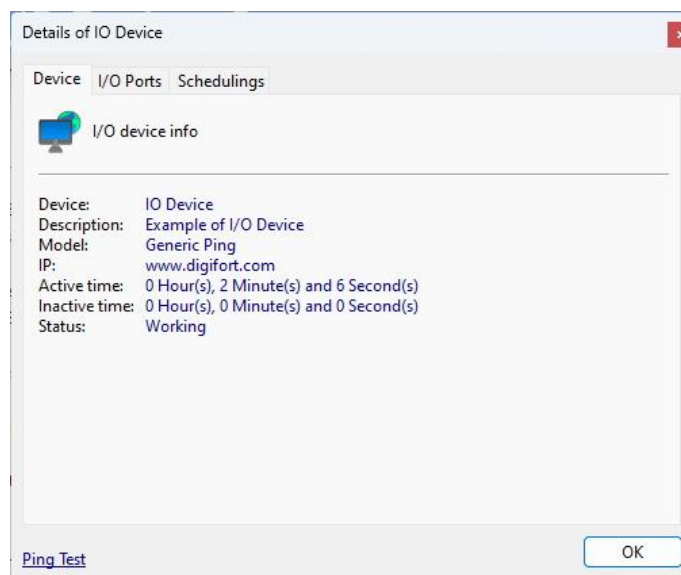 Details of IO Device
Device I/O Ports Schedulings
I/O device info
Device: IO Device
Description: Example of I/O Device
Model: Generic Ping
IP: www.digifort.com
Active time: 0 Hour(s), 2 Minute(s) and 6 Second(s)
Inactive time: 0 Hour(s), 0 Minute(s) and 0 Second(s)
Status: Working
Ping Test
OK